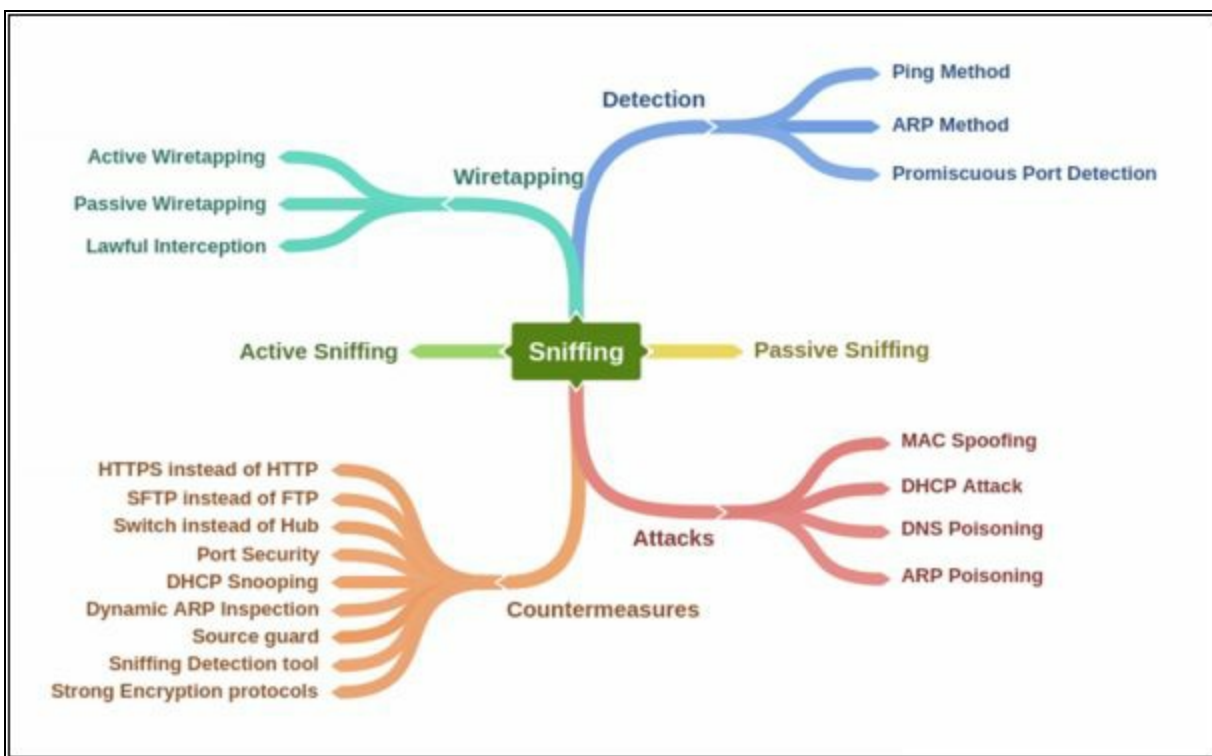 Detection
Ping Method
ARP Method
Promiscuous Port Detection
Wiretapping
Active Wiretapping
Passive Wiretapping
Lawful Interception
Active Sniffing
Sniffing
Passive Sniffing
Attacks
MAC Spoofing
DHCP Attack
DNS Poisoning
ARP Poisoning
Countermeasures
HTTPS instead of HTTP
SFTP instead of FTP
Switch instead of Hub
Port Security
DHCP Snooping
Dynamic ARP Inspection
Source guard
Sniffing Detection tool
Strong Encryption protocols